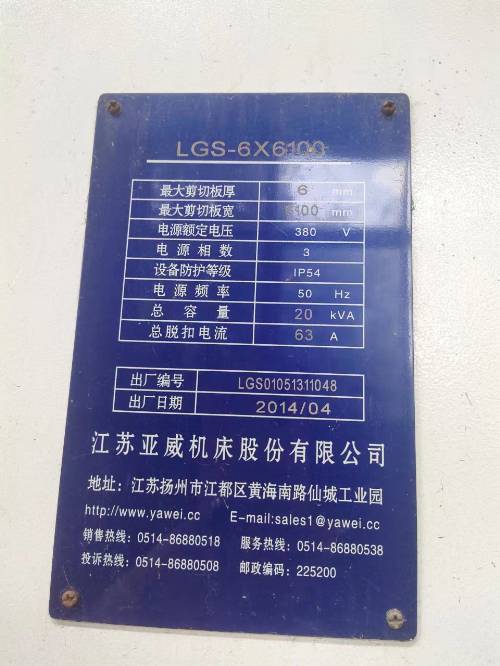 LGS-6X6100
最大剪切板厚 6 mm
最大剪切板宽 6100 mm
电源额定电压 380 V
电源相数 3
设备防护等级 IP54
电源频率 50 Hz
总容量 20 kVA
总脱扣电流 63 A
出厂编号 LGS01051311048
出厂日期 2014/04
江苏亚威机床股份有限公司
地址: 江苏扬州市江都区黄海南路仙城工业园
http://www.yawei.cc E-mail:sales1@yawei.cc
销售热线: 0514-86880518 服务热线: 0514-86880538
投诉热线: 0514-86880508 邮政编码: 225200